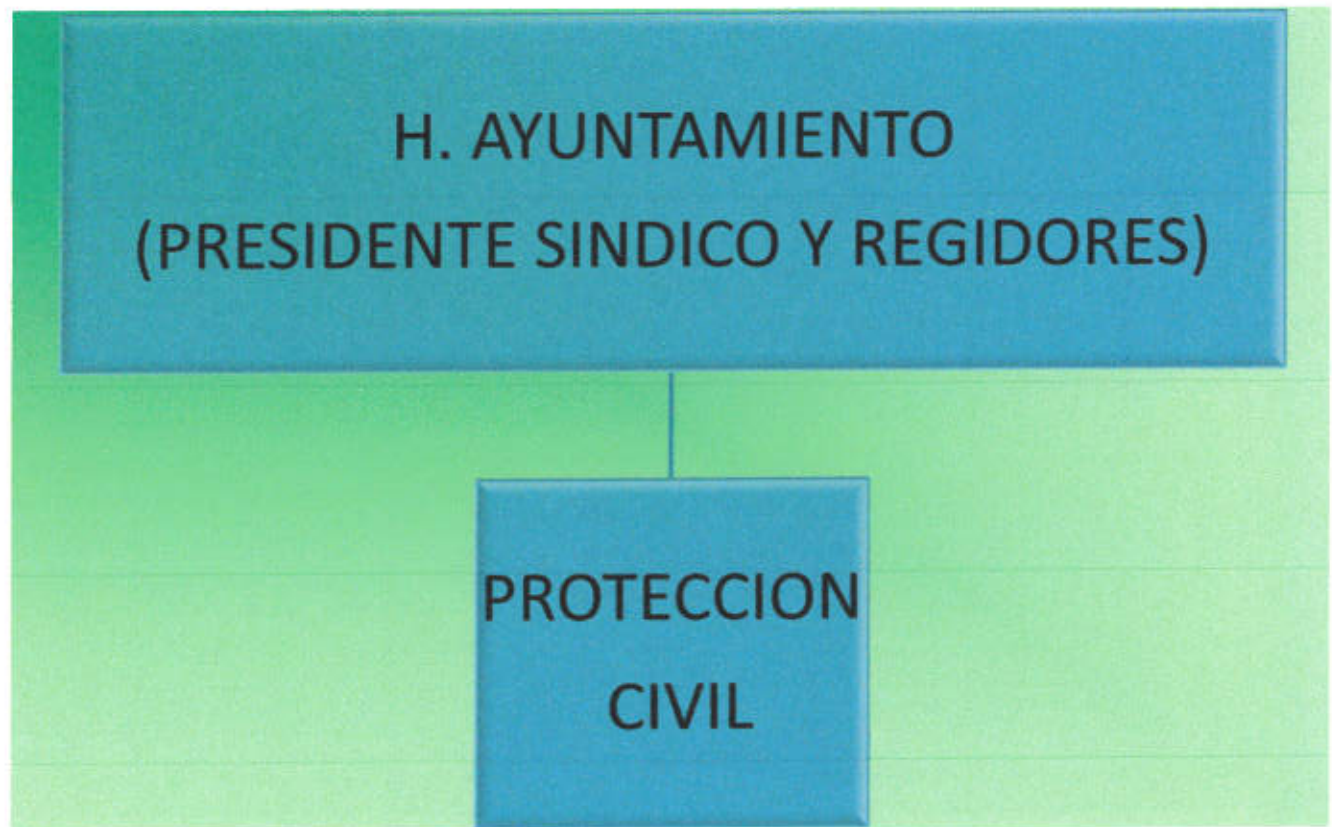 H. AYUNTAMIENTO
(PRESIDENTE SINDICO Y REGIDORES)
PROTECCION
CIVIL